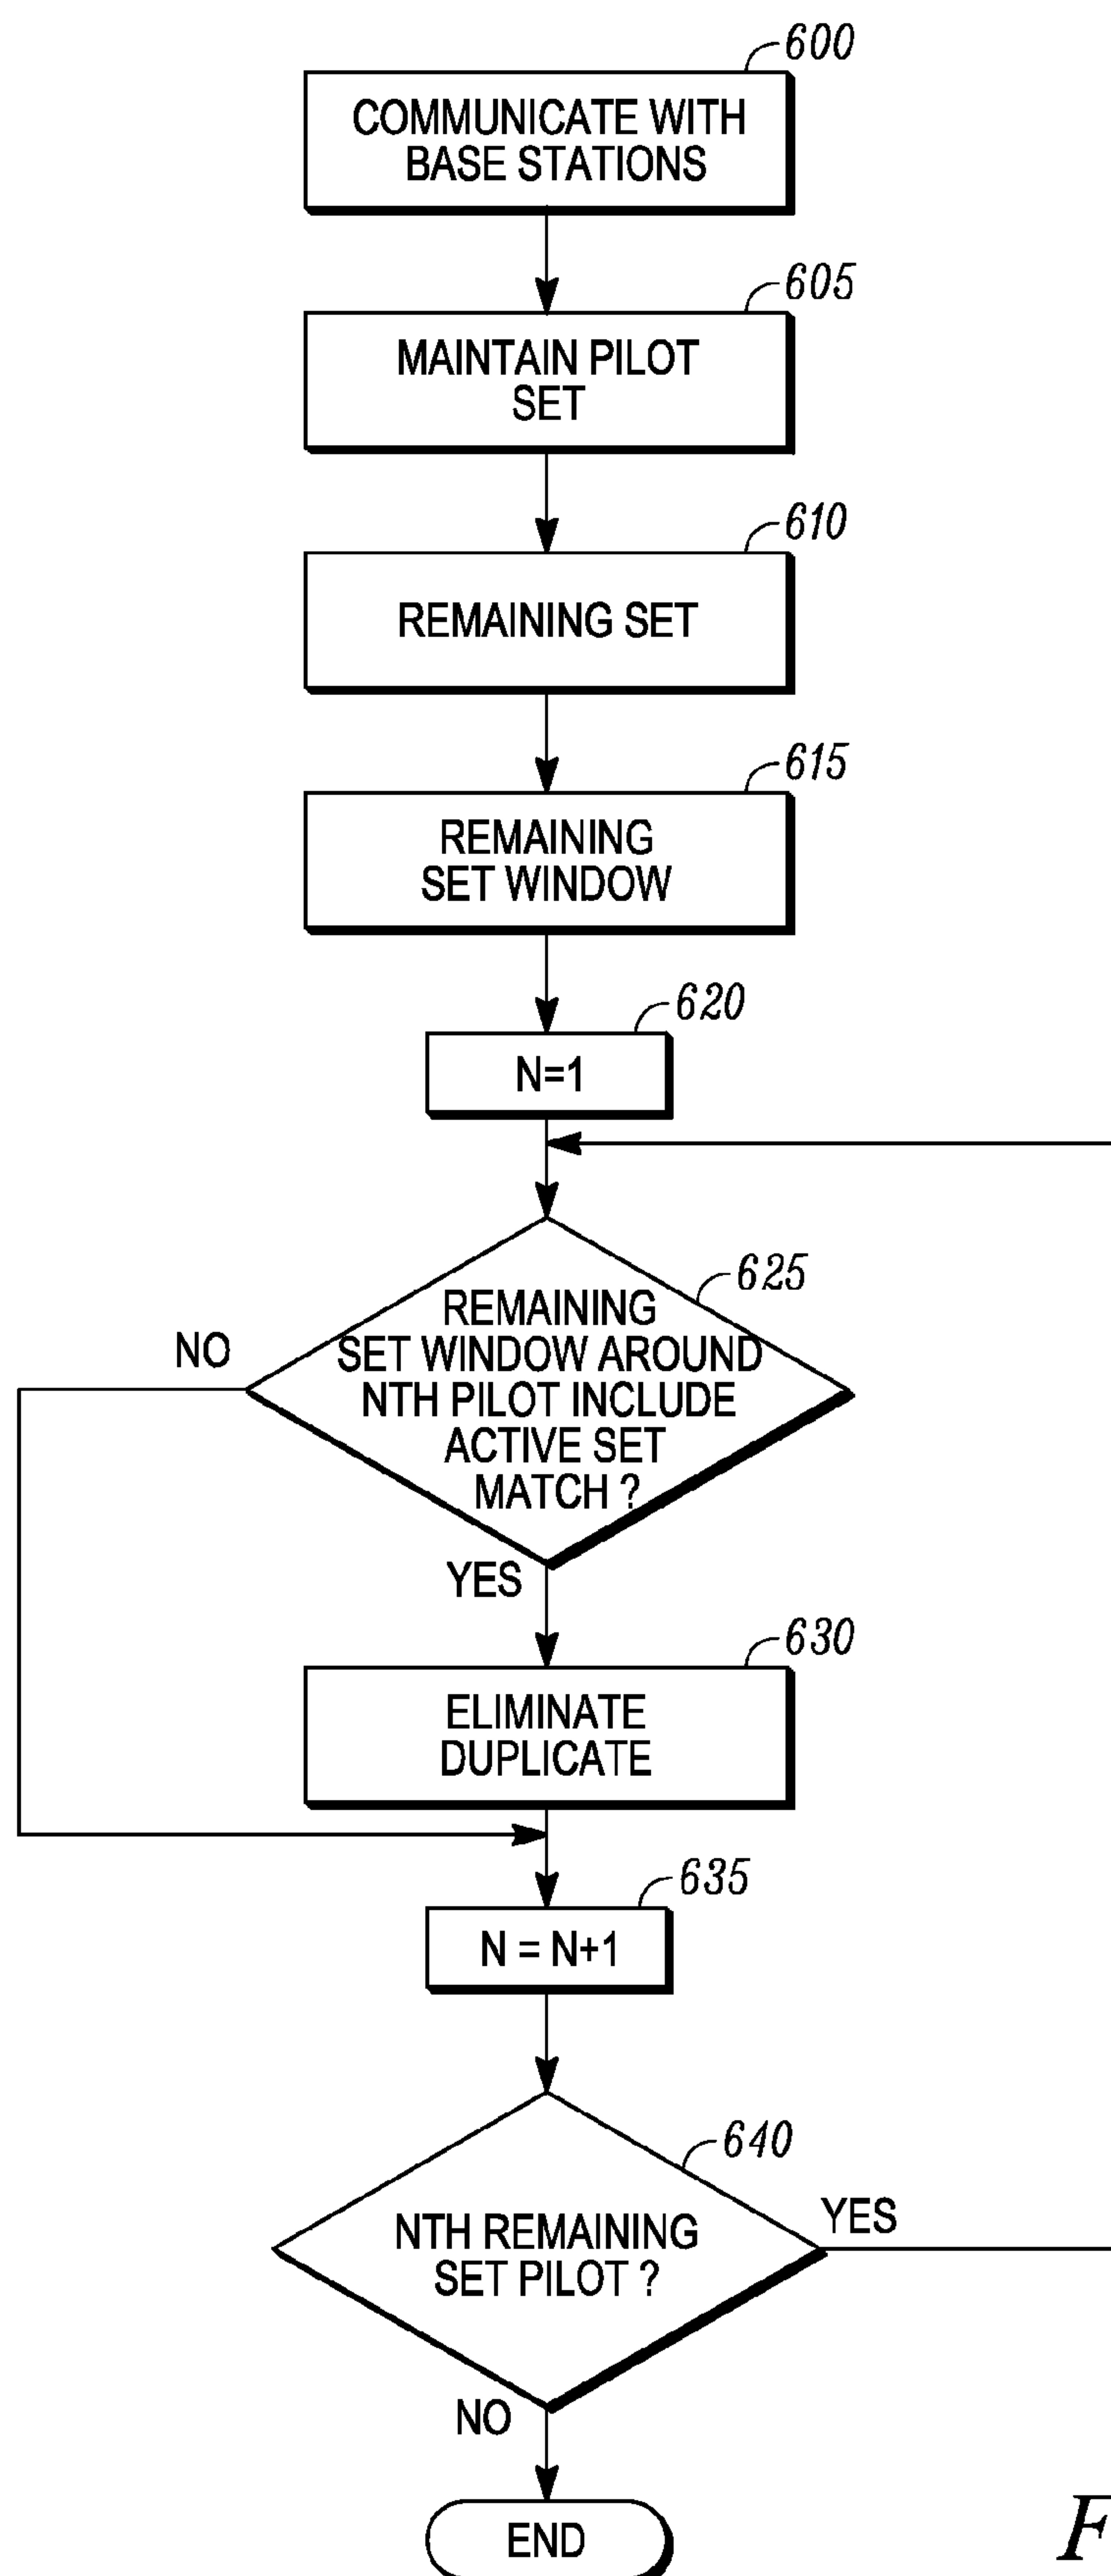 600
COMMUNICATE WITH
BASE STATIONS
605
MAINTAIN PILOT
SET
610
REMAINING SET
615
REMAINING
SET WINDOW
620
N=1
625
REMAINING
SET WINDOW AROUND
NTH PILOT INCLUDE
ACTIVE SET
MATCH ?
NO
YES
630
ELIMINATE
DUPLICATE
635
N = N+1
640
NTH REMAINING
SET PILOT ?
YES
NO
END
F